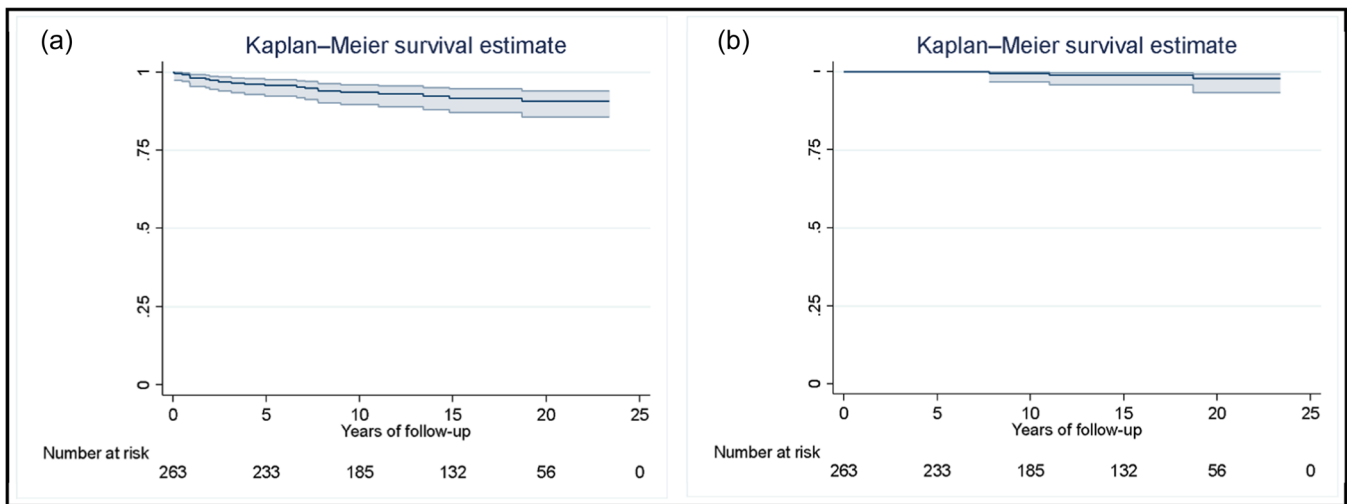 (a)
Kaplan–Meier survival estimate
1
.75
.5
.25
0
0 5 10 15 20 25
Years of follow-up
Number at risk
263 233 185 132 56 0
(b)
Kaplan–Meier survival estimate
.75
.5
.25
0
0 5 10 15 20 25
Years of follow-up
Number at risk
263 233 185 132 56 0